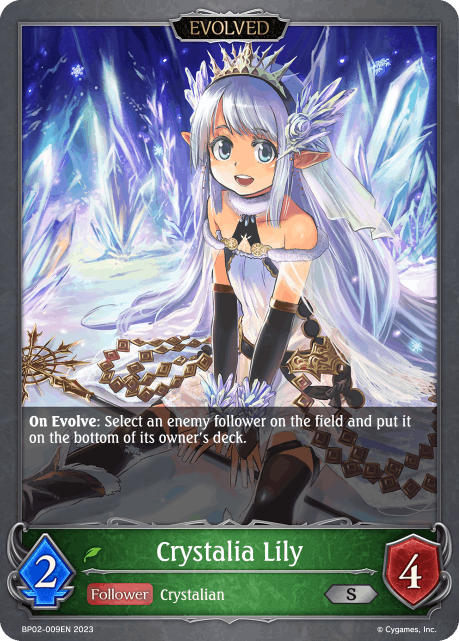 EVOLVED
On Evolve: Select an enemy follower on the field and put it
on the bottom of its owner's deck.
Crystalia Lily
2
Follower Crystalian
S
4
BP02-009EN 2023
© Cygames, Inc.